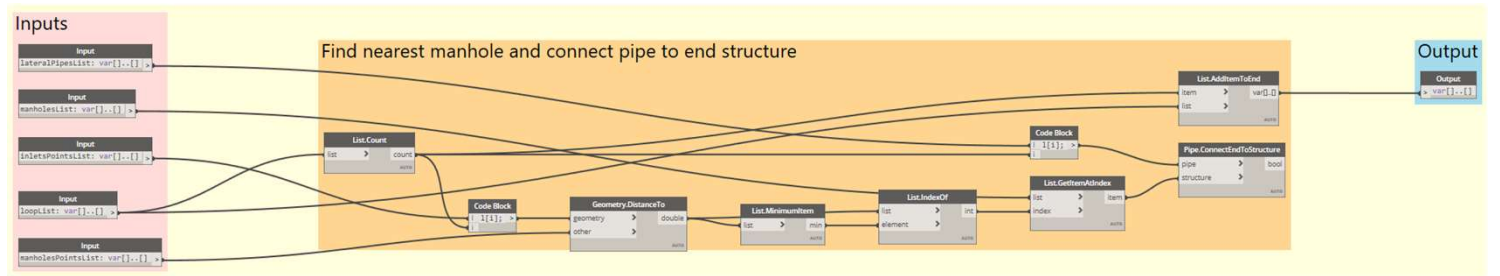 Inputs
Input
lateralPipesList: var[]..[] >
Input
manholesList: var[]..[] >
Input
inletsPointsList: var[]..[] >
Input
loopList: var[]..[] >
Input
manholesPointsList: var[]..[] >
Find nearest manhole and connect pipe to end structure
List.Count
list > count
AUTO
Code Block
l l[i]; >
i
Geometry.DistanceTo
geometry > double
other >
AUTO
List.MinimumItem
list > min
AUTO
List.IndexOf
list > int
element >
AUTO
Code Block
l l[i]; >
i
List.GetItemAtIndex
list > item
index >
AUTO
List.AddItemToEnd
item > var[]..[]
list >
AUTO
Pipe.ConnectEndToStructure
pipe > bool
structure >
AUTO
Output
Output
> var[]..[]